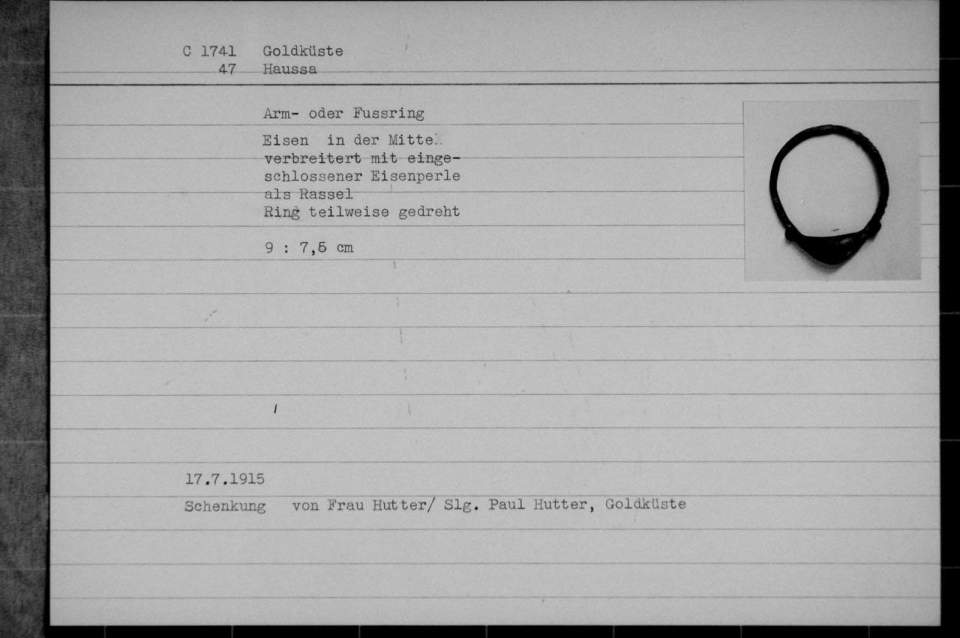 C 1741 Goldküste
47 Haussa
Arm- oder Fussring
Eisen in der Mitte
verbreitert mit einge-
schlossener Eisenperle
als Rassel
Ring teilweise gedreht
9 : 7,5 cm
17.7.1915
Schenkung von Frau Hutter/ Slg. Paul Hutter, Goldküste